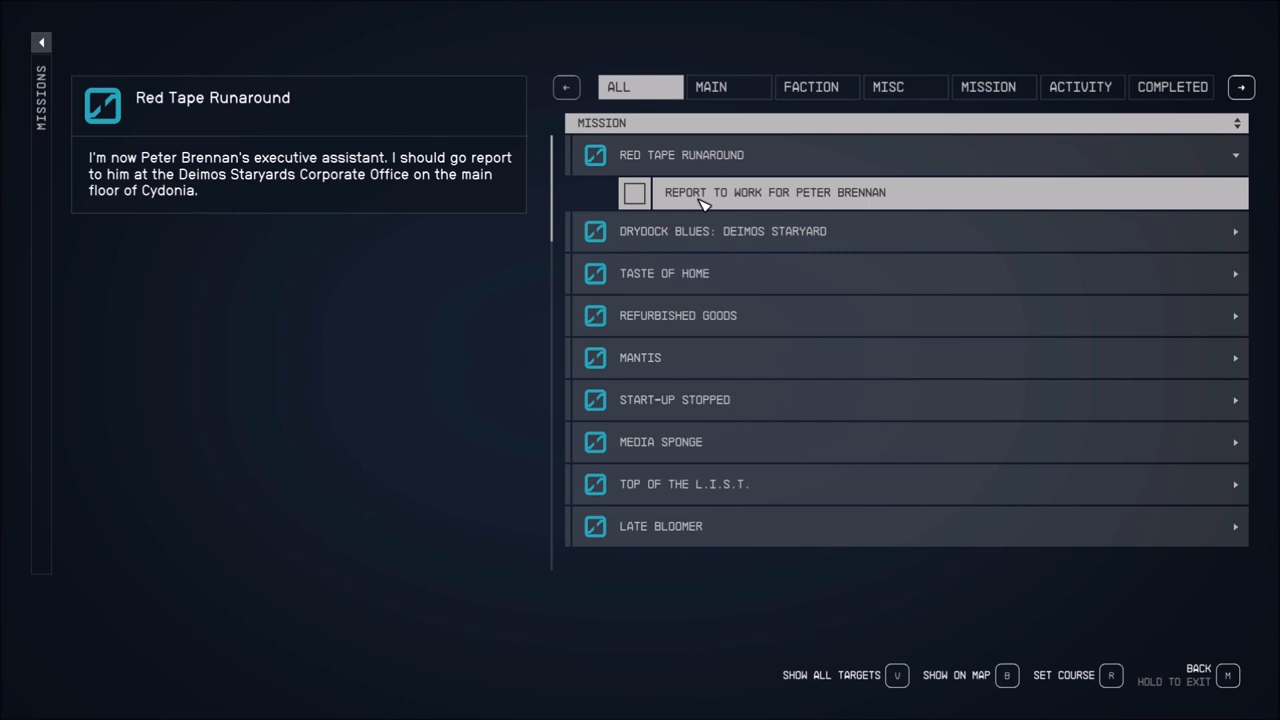 MISSIONS
Red Tape Runaround
I'm now Peter Brennan's executive assistant. I should go report
to him at the Deimos Staryards Corporate Office on the main
floor of Cydonia.
ALL MAIN FACTION MISC MISSION ACTIVITY COMPLETED
MISSION
RED TAPE RUNAROUND
REPORT TO WORK FOR PETER BRENNAN
DRYDOCK BLUES: DEIMOS STARYARD
TASTE OF HOME
REFURBISHED GOODS
MANTIS
START-UP STOPPED
MEDIA SPONGE
TOP OF THE L.I.S.T.
LATE BLOOMER
SHOW ALL TARGETS V SHOW ON MAP B SET COURSE R BACK M
HOLD TO EXIT